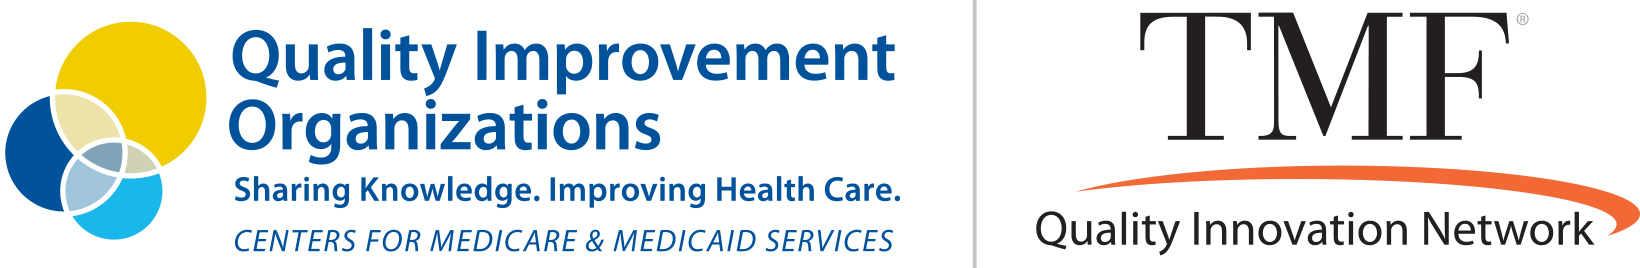 Quality Improvement
Organizations
Sharing Knowledge. Improving Health Care.
CENTERS FOR MEDICARE & MEDICAID SERVICES
TMF®
Quality Innovation Network